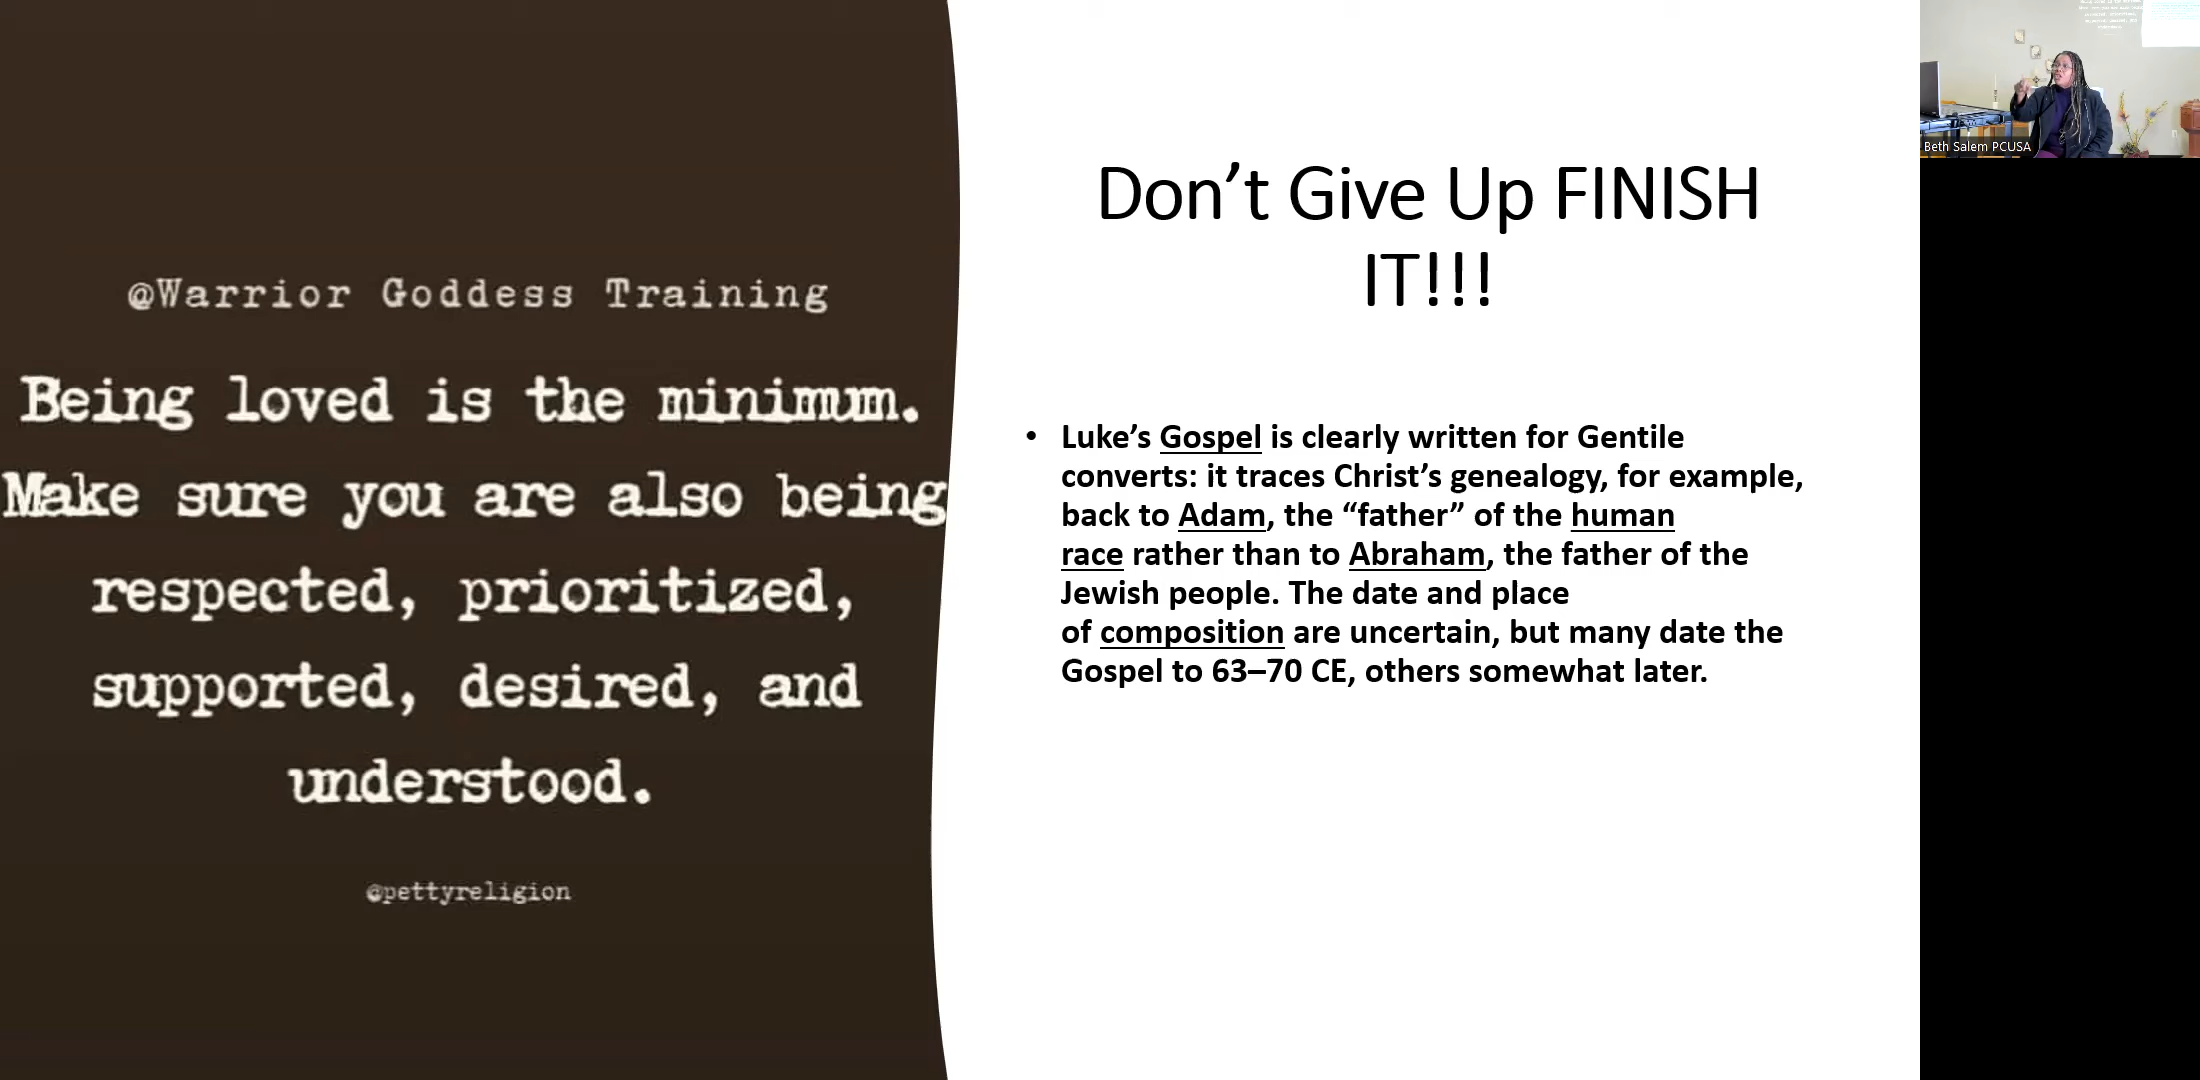 @Warrior Goddess Training
Being loved is the minimum.
Make sure you are also being
respected, prioritized,
supported, desired, and
understood.
@pettyreligion
Don’t Give Up FINISH
IT!!!
• Luke’s Gospel is clearly written for Gentile
converts: it traces Christ’s genealogy, for example,
back to Adam, the “father” of the human
race rather than to Abraham, the father of the
Jewish people. The date and place
of composition are uncertain, but many date the
Gospel to 63–70 CE, others somewhat later.
Beth Salem PCUSA